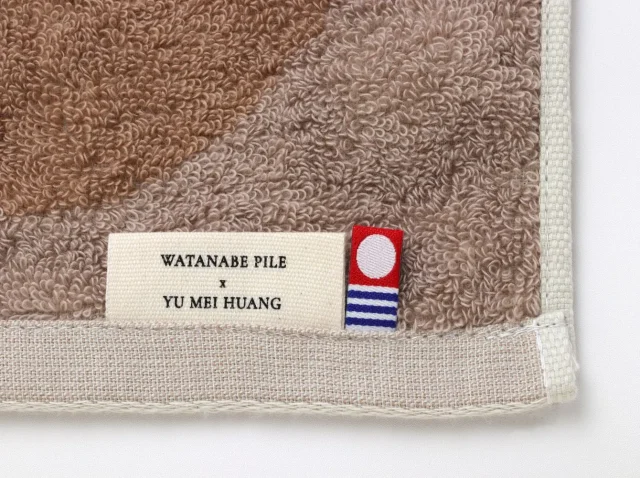 WATANABE PILE
x
YU MEI HUANG